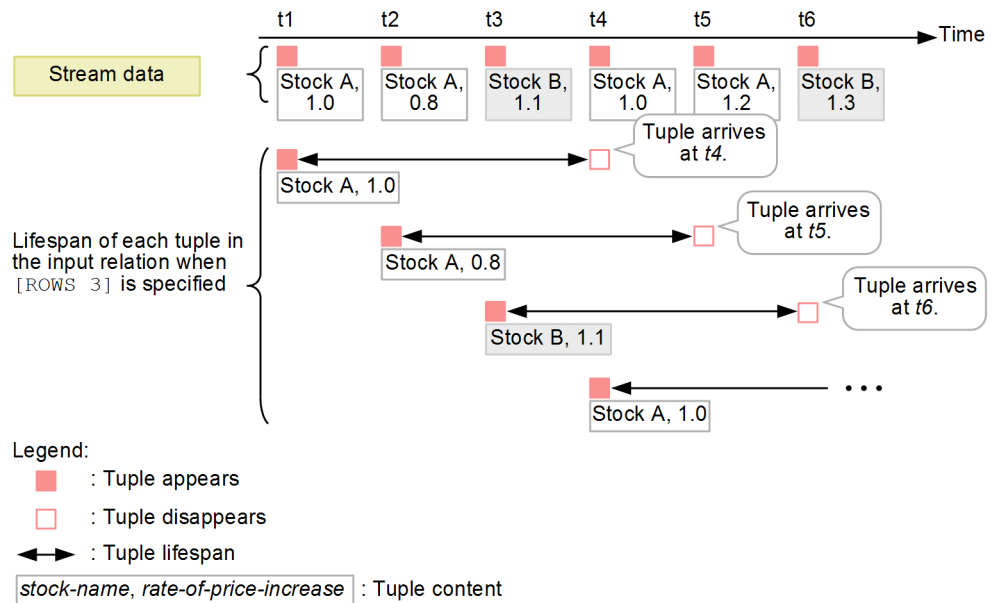 t1 t2 t3 t4 t5 t6
Time
Stream data
Stock A,
1.0
Stock A,
0.8
Stock B,
1.1
Stock A,
1.0
Stock A,
1.2
Stock B,
1.3
Tuple arrives
at t4.
Stock A, 1.0
Tuple arrives
at t5.
Stock A, 0.8
Lifespan of each tuple in
the input relation when
[ROWS 3] is specified
Tuple arrives
at t6.
Stock B, 1.1
Stock A, 1.0
Legend:
: Tuple appears
: Tuple disappears
: Tuple lifespan
stock-name, rate-of-price-increase : Tuple content